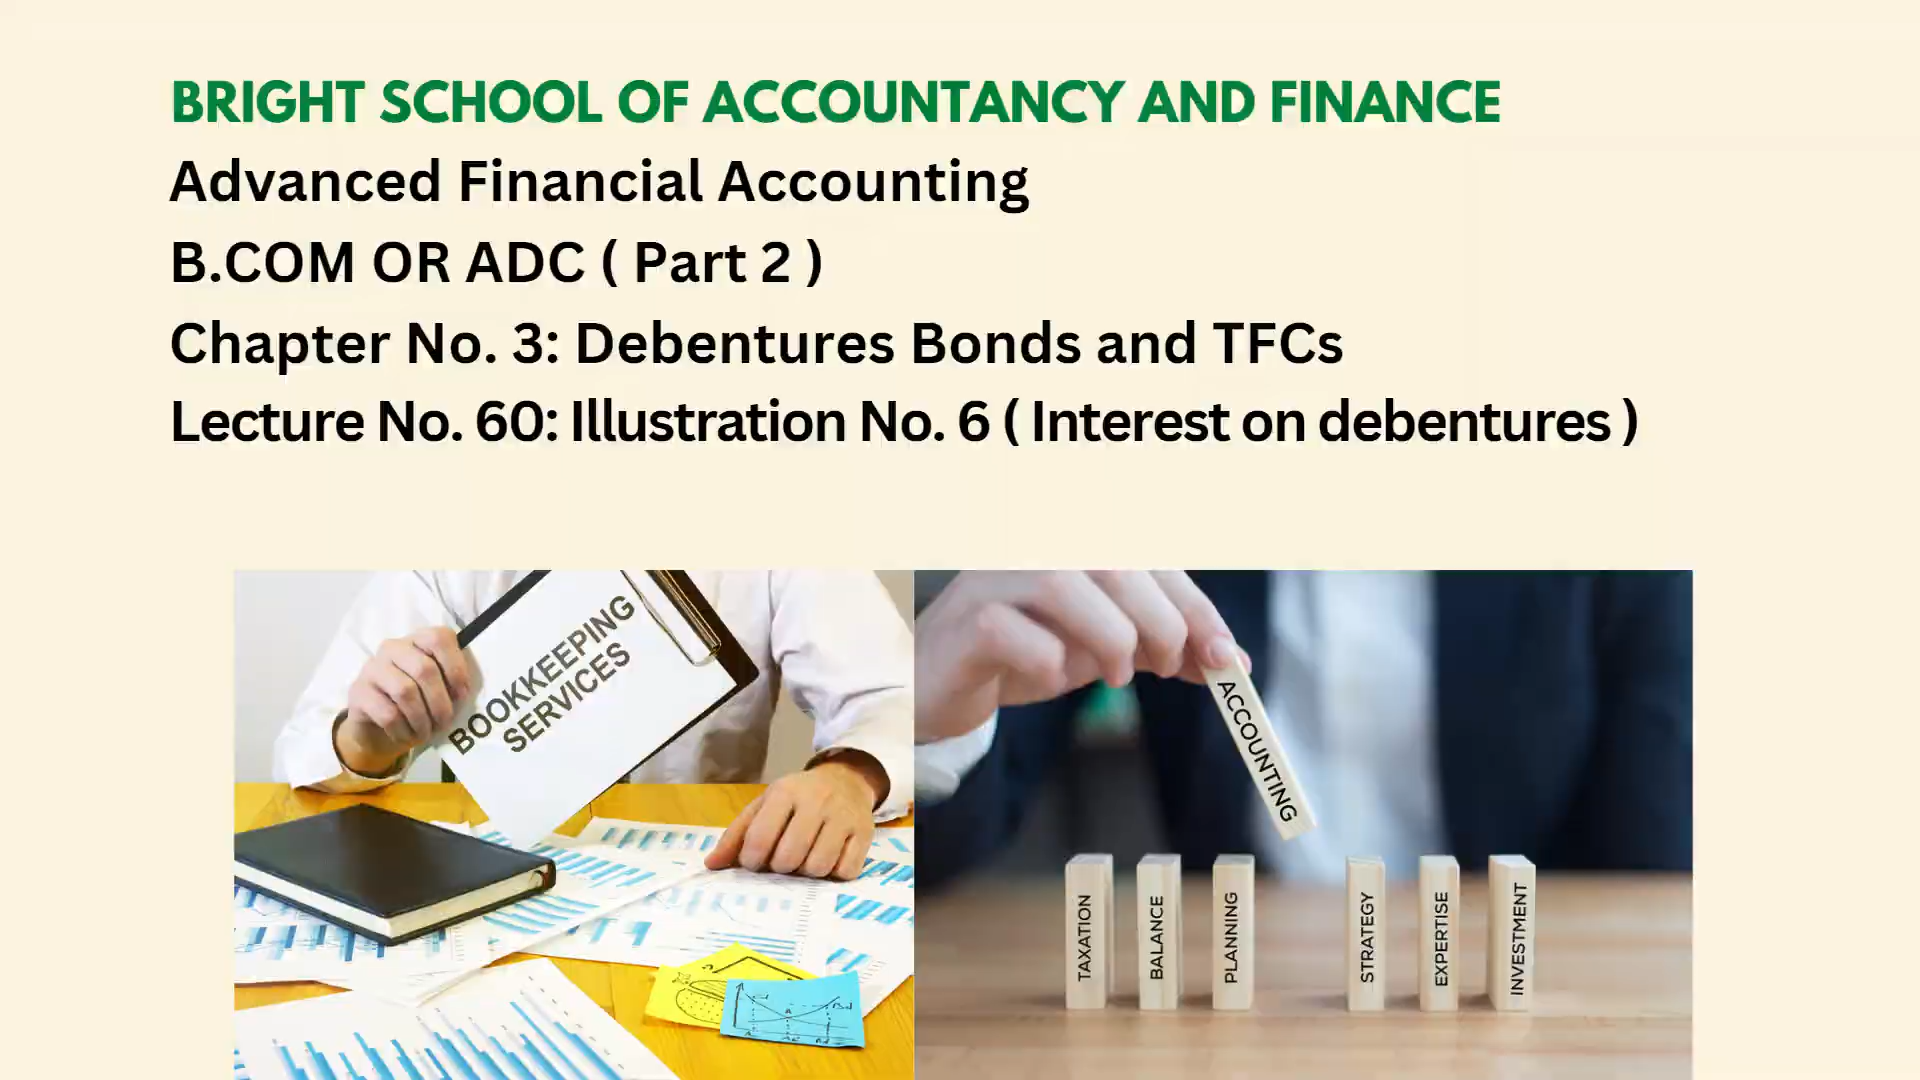 BRIGHT SCHOOL OF ACCOUNTANCY AND FINANCE
Advanced Financial Accounting
B.COM OR ADC ( Part 2 )
Chapter No. 3: Debentures Bonds and TFCs
Lecture No. 60: Illustration No. 6 ( Interest on debentures )
BOOKKEEPING
SERVICES
ACCOUNTING
TAXATION
BALANCE
PLANNING
STRATEGY
EXPERTISE
INVESTMENT